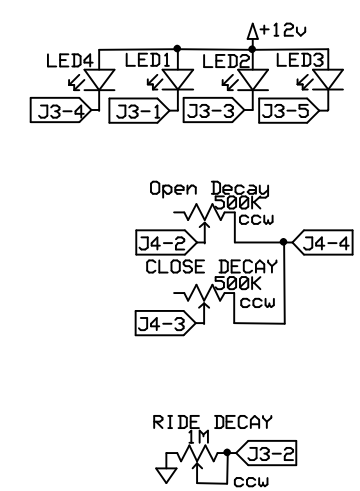 +12v
LED4 LED1 LED2 LED3
J3-4 J3-1 J3-3 J3-5
Open Decay
500K
ccw
J4-2 J4-4
CLOSE DECAY
500K
ccw
J4-3
RIDE DECAY
1M
J3-2
ccw